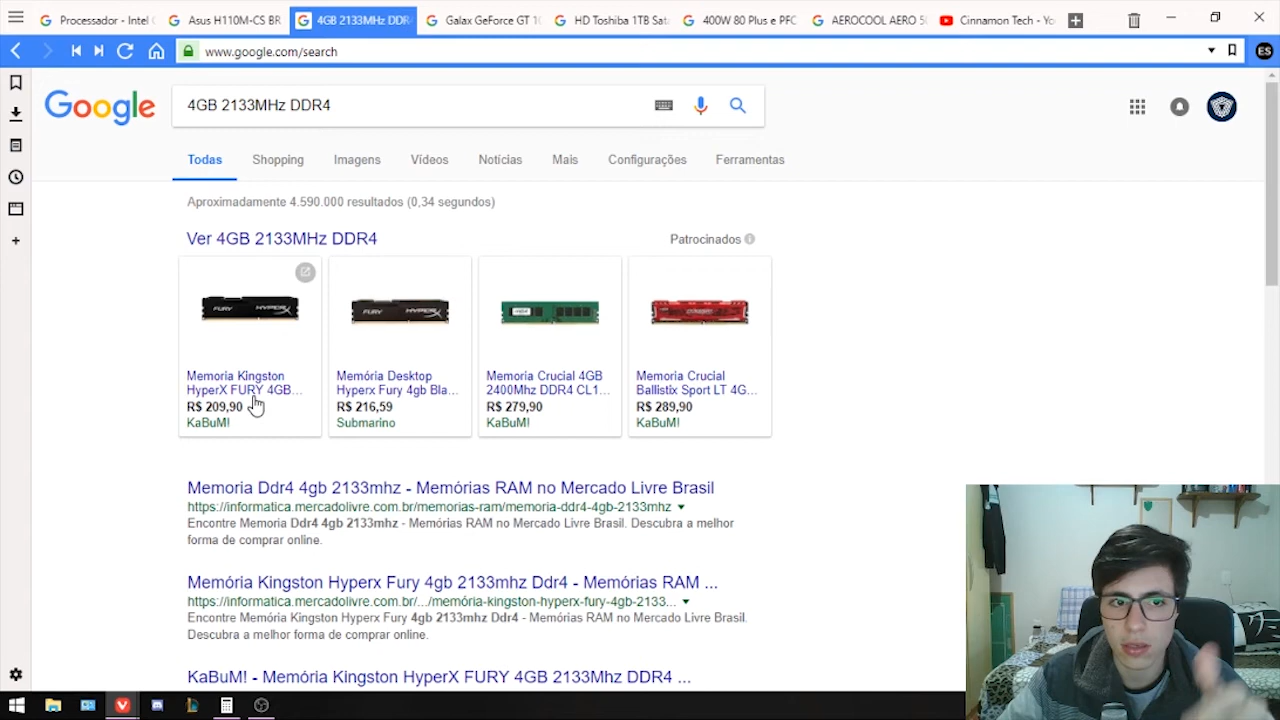 Processador - Intel C
Asus H110M-CS BR
4GB 2133MHz DDR4
Galax GeForce GT 10
HD Toshiba 1TB Sata
400W 80 Plus e PFC
AEROCOOL AERO 5
Cinnamon Tech - Yo
www.google.com/search
ES
Google
4GB 2133MHz DDR4
Todas
Shopping
Imagens
Vídeos
Notícias
Mais
Configurações
Ferramentas
Aproximadamente 4.590.000 resultados (0,34 segundos)
Ver 4GB 2133MHz DDR4
Patrocinados
FURY HYPERX
FURY HYPERX
Memoria Kingston
HyperX FURY 4GB...
R$ 209,90
KaBuM!
Memória Desktop
Hyperx Fury 4gb Bla...
R$ 216,59
Submarino
Memoria Crucial 4GB
2400Mhz DDR4 CL1...
R$ 279,90
KaBuM!
Memoria Crucial
Ballistix Sport LT 4G...
R$ 289,90
KaBuM!
Memoria Ddr4 4gb 2133mhz - Memórias RAM no Mercado Livre Brasil
https://informatica.mercadolivre.com.br/memorias-ram/memoria-ddr4-4gb-2133mhz
Encontre Memoria Ddr4 4gb 2133mhz - Memórias RAM no Mercado Livre Brasil. Descubra a melhor
forma de comprar online.
Memória Kingston Hyperx Fury 4gb 2133mhz Ddr4 - Memórias RAM ...
https://informatica.mercadolivre.com.br/.../memória-kingston-hyperx-fury-4gb-2133...
Encontre Memória Kingston Hyperx Fury 4gb 2133mhz Ddr4 - Memórias RAM no Mercado Livre Brasil.
Descubra a melhor forma de comprar online.
KaBuM! - Memória Kingston HyperX FURY 4GB 2133MHz DDR4 ...